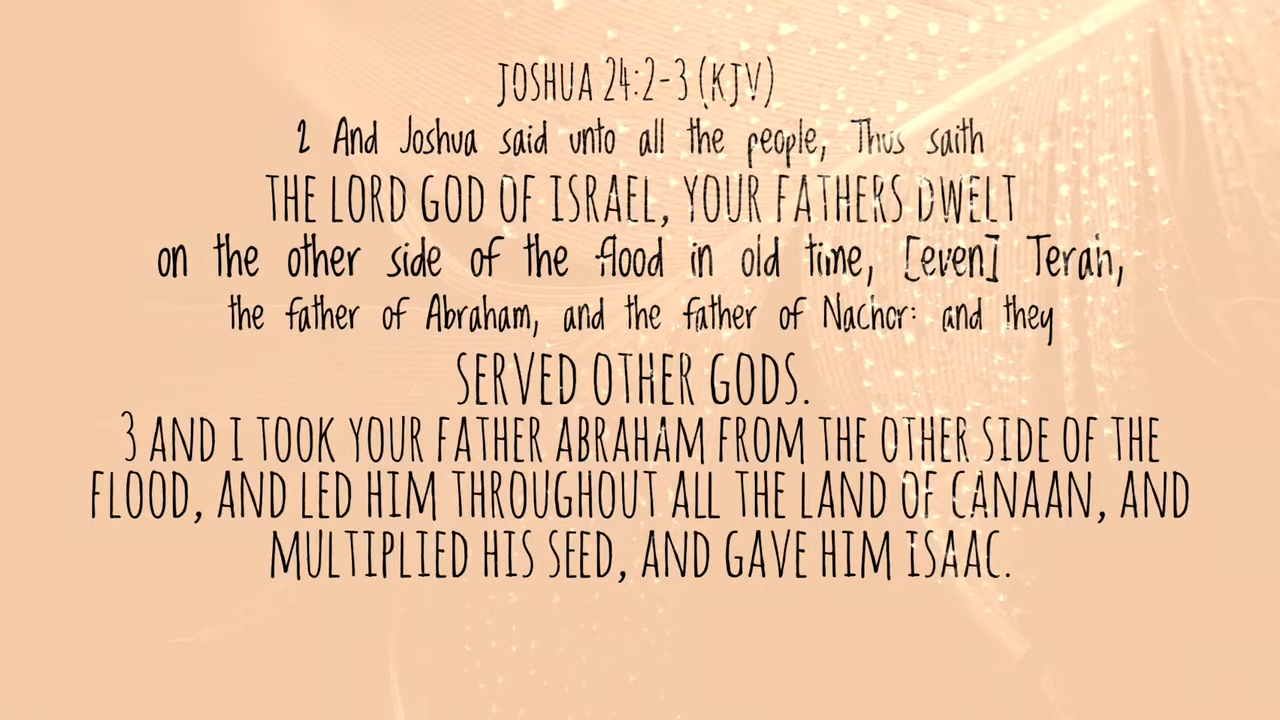 JOSHUA 24:2-3 (KJV)
2 And Joshua said unto all the people, Thus saith
THE LORD GOD OF ISRAEL, YOUR FATHERS DWELT
on the other side of the flood in old time, [even] Terah,
the father of Abraham, and the father of Nachor: and they
SERVED OTHER GODS.
3 AND I TOOK YOUR FATHER ABRAHAM FROM THE OTHER SIDE OF THE
FLOOD, AND LED HIM THROUGHOUT ALL THE LAND OF CANAAN, AND
MULTIPLIED HIS SEED, AND GAVE HIM ISAAC.